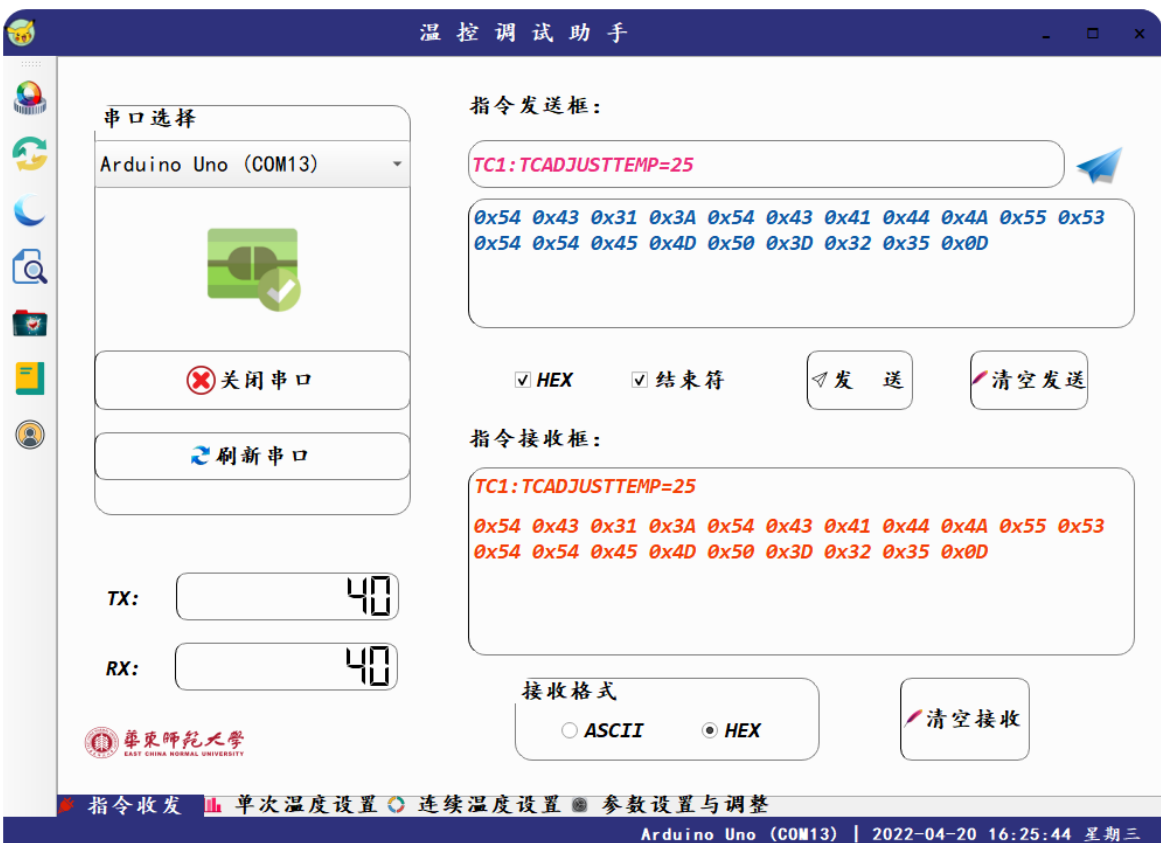 温控调试助手
串口选择
Arduino Uno (COM13)
关闭串口
刷新串口
TX: 40
RX: 40
華東師範大學
EAST CHINA NORMAL UNIVERSITY
指令发送框:
TC1:TCADJUSTTEMP=25
0x54 0x43 0x31 0x3A 0x54 0x43 0x41 0x44 0x4A 0x55 0x53
0x54 0x54 0x45 0x4D 0x50 0x3D 0x32 0x35 0x0D
HEX 结束符 发 送 清空发送
指令接收框:
TC1:TCADJUSTTEMP=25
0x54 0x43 0x31 0x3A 0x54 0x43 0x41 0x44 0x4A 0x55 0x53
0x54 0x54 0x45 0x4D 0x50 0x3D 0x32 0x35 0x0D
接收格式
ASCII HEX
清空接收
指令收发 单次温度设置 连续温度设置 参数设置与调整
Arduino Uno (COM13) | 2022-04-20 16:25:44 星期三